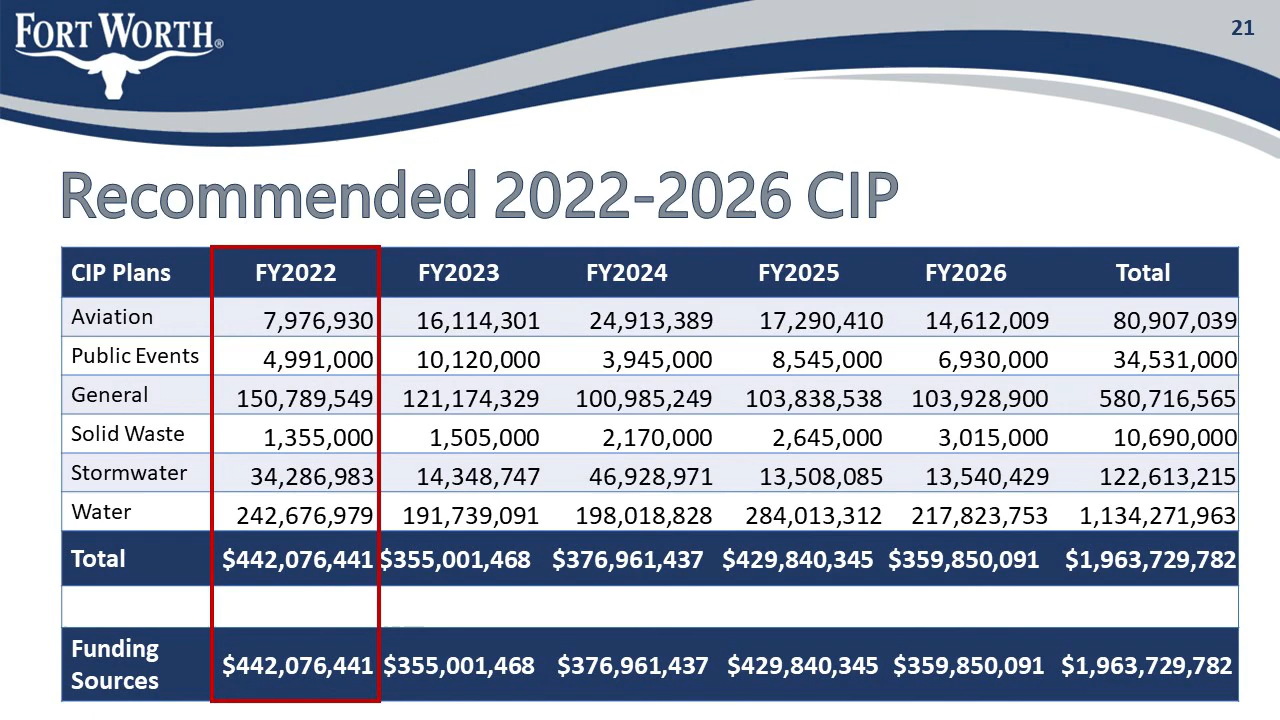 FORT WORTH®
21
Recommended 2022-2026 CIP
CIP Plans FY2022 FY2023 FY2024 FY2025 FY2026 Total
Aviation 7,976,930 16,114,301 24,913,389 17,290,410 14,612,009 80,907,039
Public Events 4,991,000 10,120,000 3,945,000 8,545,000 6,930,000 34,531,000
General 150,789,549 121,174,329 100,985,249 103,838,538 103,928,900 580,716,565
Solid Waste 1,355,000 1,505,000 2,170,000 2,645,000 3,015,000 10,690,000
Stormwater 34,286,983 14,348,747 46,928,971 13,508,085 13,540,429 122,613,215
Water 242,676,979 191,739,091 198,018,828 284,013,312 217,823,753 1,134,271,963
Total $442,076,441 $355,001,468 $376,961,437 $429,840,345 $359,850,091 $1,963,729,782
Funding
Sources $442,076,441 $355,001,468 $376,961,437 $429,840,345 $359,850,091 $1,963,729,782